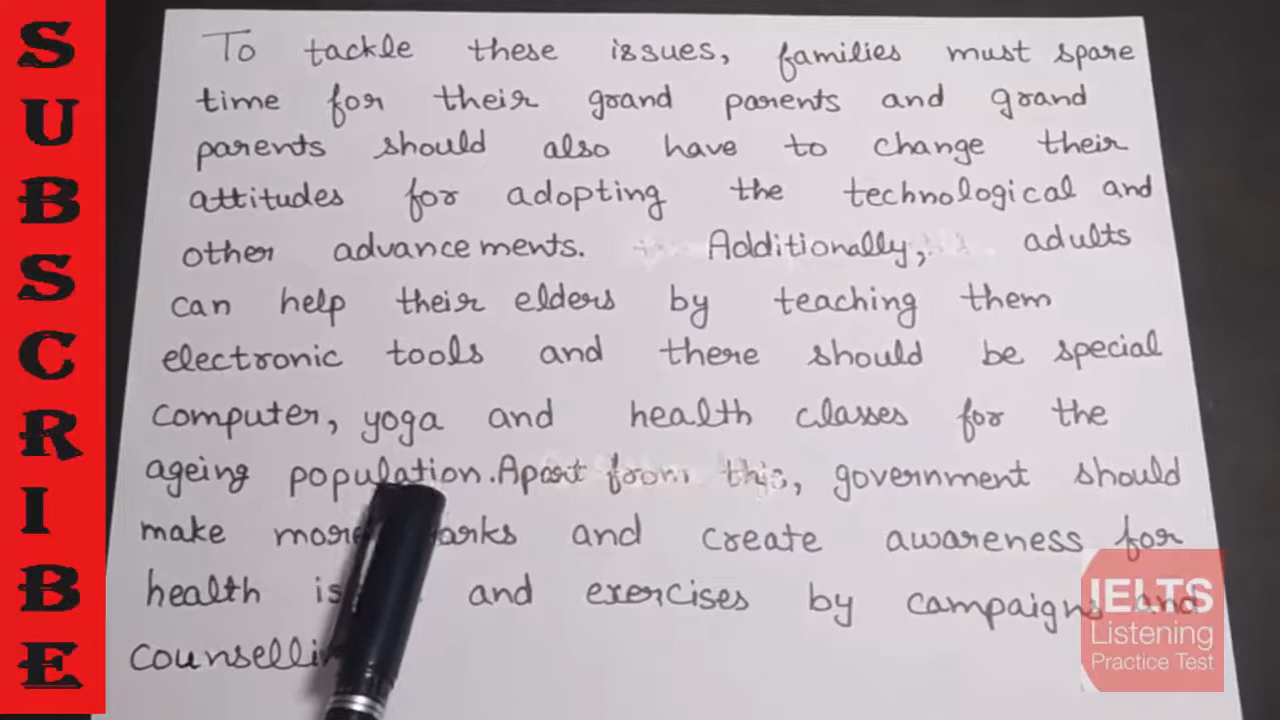 SUBSCRIBE
To tackle these issues, families must spare
time for their grand parents and grand
parents should also have to change their
attitudes for adopting the technological and
other advancements. Additionally, adults
can help their elders by teaching them
electronic tools and there should be special
computer, yoga and health classes for the
ageing population. Apart from this, government should
make more and create awareness for
health and exercises by campaigns and
IELTS
Listening
Practice Test